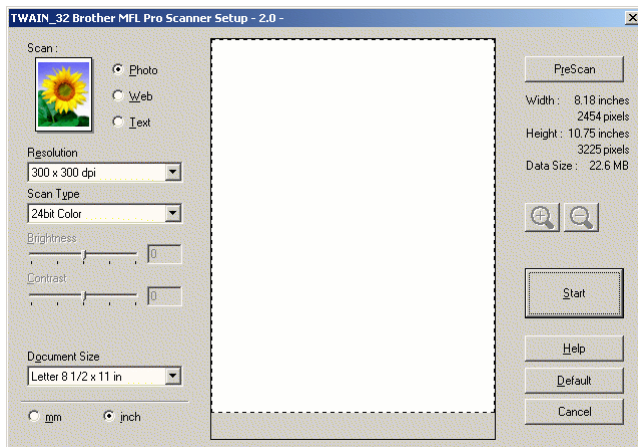 TWAIN_32 Brother MFL Pro Scanner Setup - 2.0 -
Scan :
Photo
Web
Text
Resolution
300 x 300 dpi
Scan Type
24bit Color
Brightness
0
Contrast
0
Document Size
Letter 8 1/2 x 11 in
mm inch
PreScan
Width : 8.18 inches
2454 pixels
Height : 10.75 inches
3225 pixels
Data Size : 22.6 MB
Start
Help
Default
Cancel